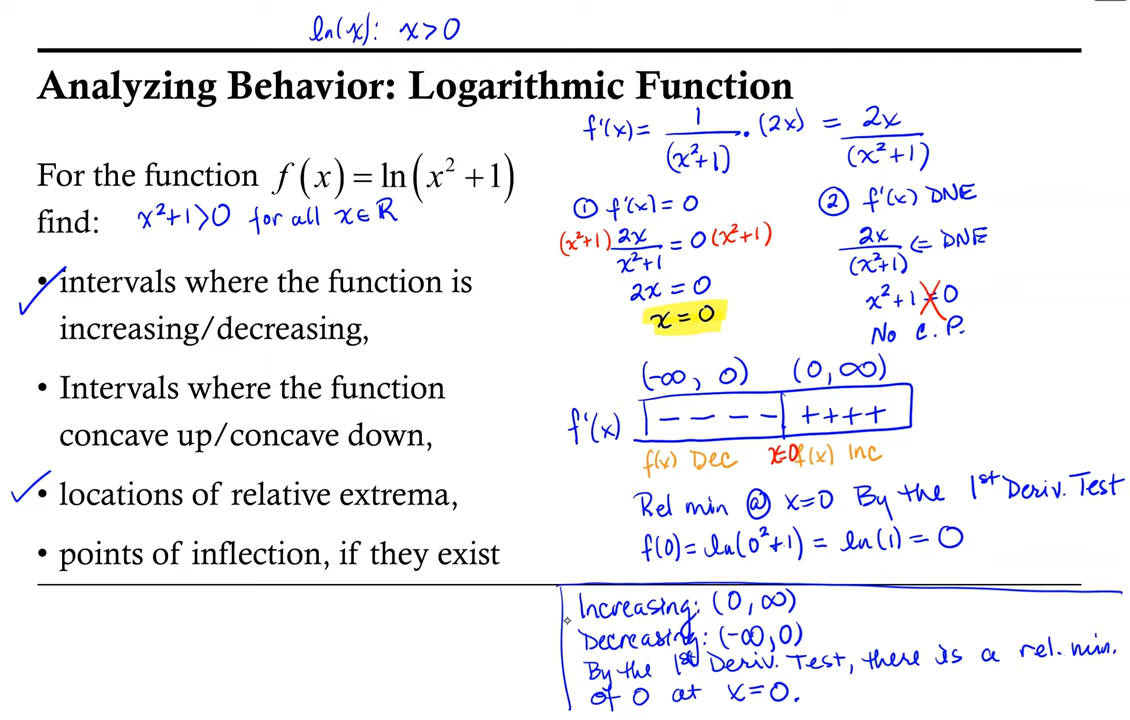 ln(x): x>0
Analyzing Behavior: Logarithmic Function
For the function f(x) = ln(x² + 1)
find: x²+1>0 for all x∈ℝ
• intervals where the function is
increasing/decreasing,
• Intervals where the function
concave up/concave down,
• locations of relative extrema,
• points of inflection, if they exist
f'(x) = 1/(x²+1) · (2x) = 2x/(x²+1)
① f'(x) = 0
(x²+1) 2x/(x²+1) = 0 (x²+1)
2x = 0
x = 0
② f'(x) DNE
2x/(x²+1) ⇐ DNE
x²+1 = 0
No C.P.
(-∞, 0) (0, ∞)
f'(x) – – – – ++++
f(x) Dec x=0 f(x) Inc
Rel min @ x=0 By the 1st Deriv. Test
f(0) = ln(0²+1) = ln(1) = 0
Increasing: (0, ∞)
Decreasing: (-∞, 0)
By the 1st Deriv. Test, there is a rel. min.
of 0 at x=0.